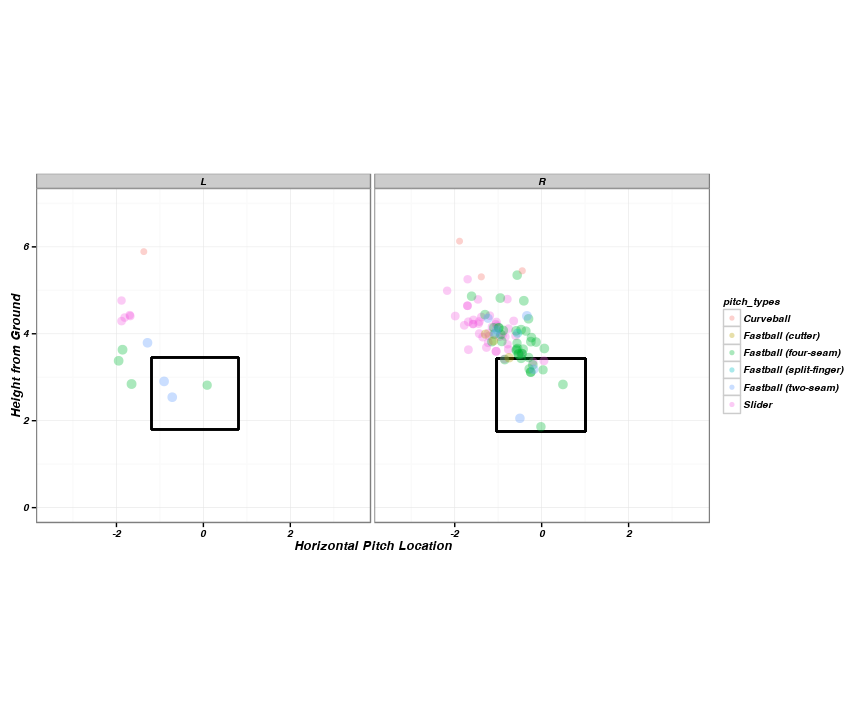 L
R
6
4
2
0
-2
0
2
-2
0
2
Height from Ground
Horizontal Pitch Location
pitch_types
Curveball
Fastball (cutter)
Fastball (four-seam)
Fastball (split-finger)
Fastball (two-seam)
Slider